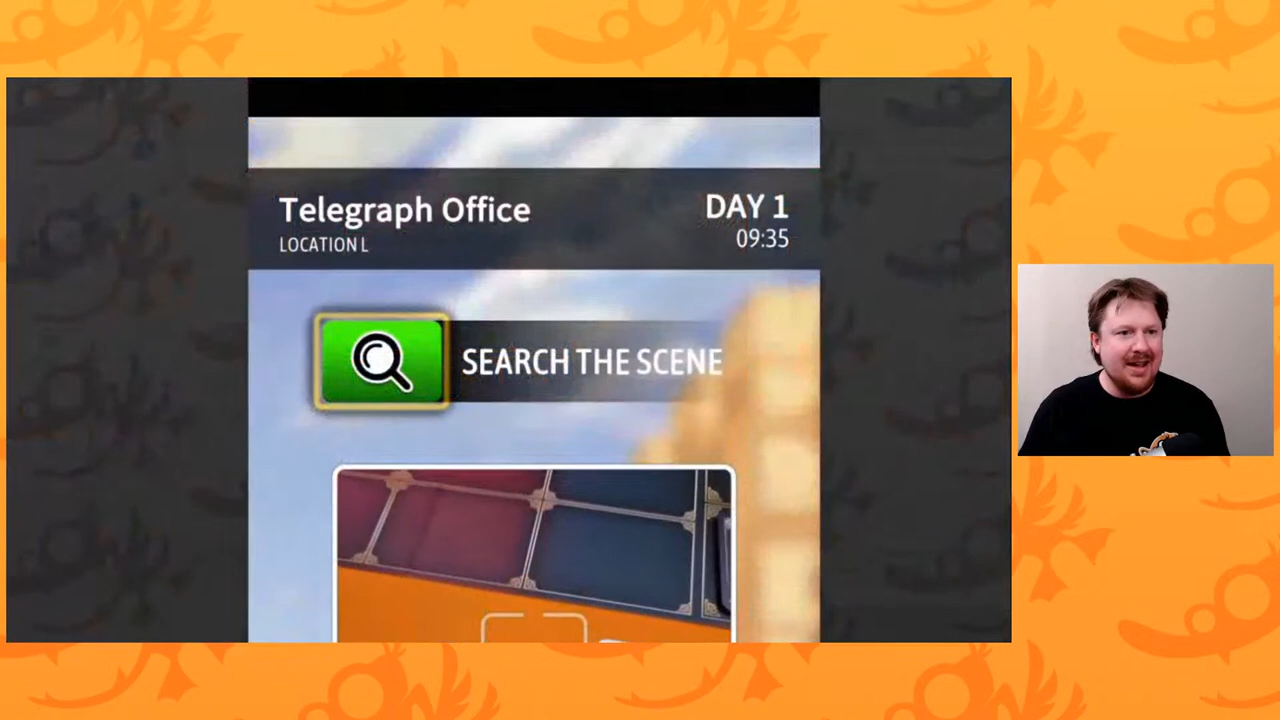 Telegraph Office
LOCATION L
DAY 1
09:35
SEARCH THE SCENE